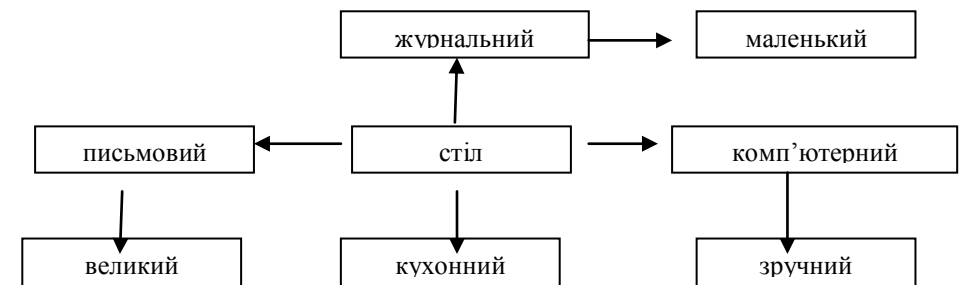 журнальний маленький
письмовий стіл комп’ютерний
великий кухонний зручний